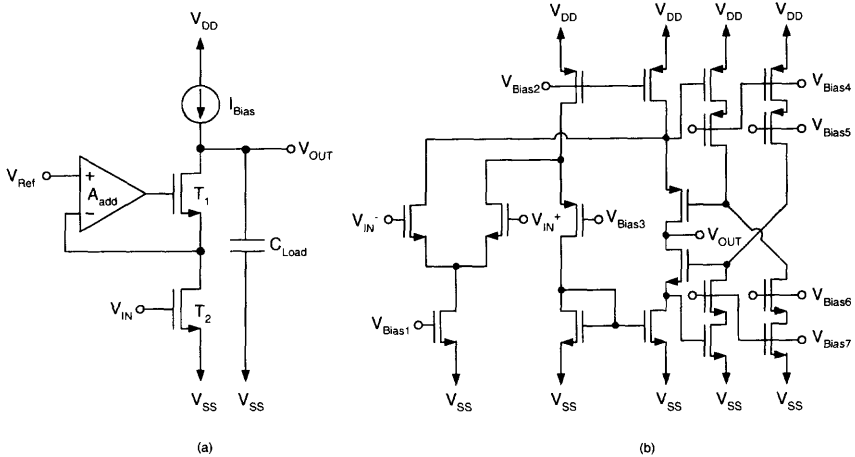 V_DD
I_Bias
V_OUT
V_Ref
+
A_add
−
T_1
C_Load
V_IN
T_2
V_SS V_SS
(a)
V_DD V_DD V_DD V_DD
V_Bias2
V_Bias4
V_Bias5
V_IN^- V_IN^+ V_Bias3
V_OUT
V_Bias6
V_Bias1
V_Bias7
V_SS V_SS V_SS V_SS V_SS
(b)